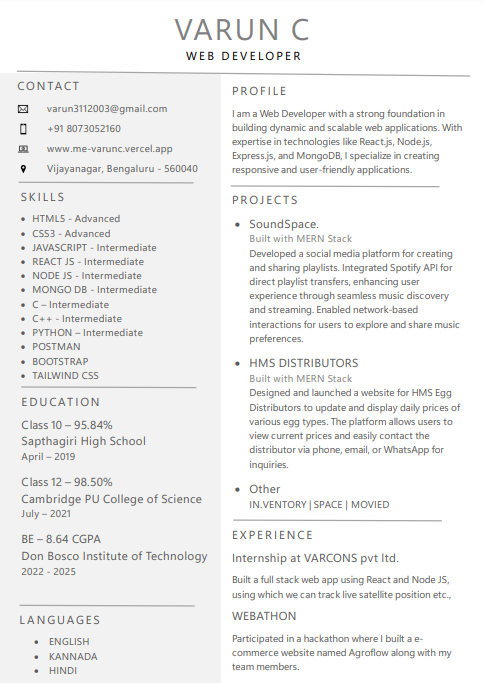 VARUN C
WEB DEVELOPER
CONTACT
varun3112003@gmail.com
+91 8073052160
www.me-varunc.vercel.app
Vijayanagar, Bengaluru - 560040
SKILLS
• HTML5 - Advanced
• CSS3 - Advanced
• JAVASCRIPT - Intermediate
• REACT JS - Intermediate
• NODE JS - Intermediate
• MONGO DB - Intermediate
• C – Intermediate
• C++ - Intermediate
• PYTHON – Intermediate
• POSTMAN
• BOOTSTRAP
• TAILWIND CSS
EDUCATION
Class 10 – 95.84%
Sapthagiri High School
April – 2019
Class 12 – 98.50%
Cambridge PU College of Science
July – 2021
BE – 8.64 CGPA
Don Bosco Institute of Technology
2022 - 2025
LANGUAGES
• ENGLISH
• KANNADA
• HINDI
PROFILE
I am a Web Developer with a strong foundation in
building dynamic and scalable web applications. With
expertise in technologies like React.js, Node.js,
Express.js, and MongoDB, I specialize in creating
responsive and user-friendly applications.
PROJECTS
• SoundSpace.
Built with MERN Stack
Developed a social media platform for creating
and sharing playlists. Integrated Spotify API for
direct playlist transfers, enhancing user
experience through seamless music discovery
and streaming. Enabled network-based
interactions for users to explore and share music
preferences.
• HMS DISTRIBUTORS
Built with MERN Stack
Designed and launched a website for HMS Egg
Distributors to update and display daily prices of
various egg types. The platform allows users to
view current prices and easily contact the
distributor via phone, email, or WhatsApp for
inquiries.
• Other
IN.VENTORY | SPACE | MOVIED
EXPERIENCE
Internship at VARCONS pvt ltd.
Built a full stack web app using React and Node JS,
using which we can track live satellite position etc.,
WEBATHON
Participated in a hackathon where I built a e-
commerce website named Agroflow along with my
team members.